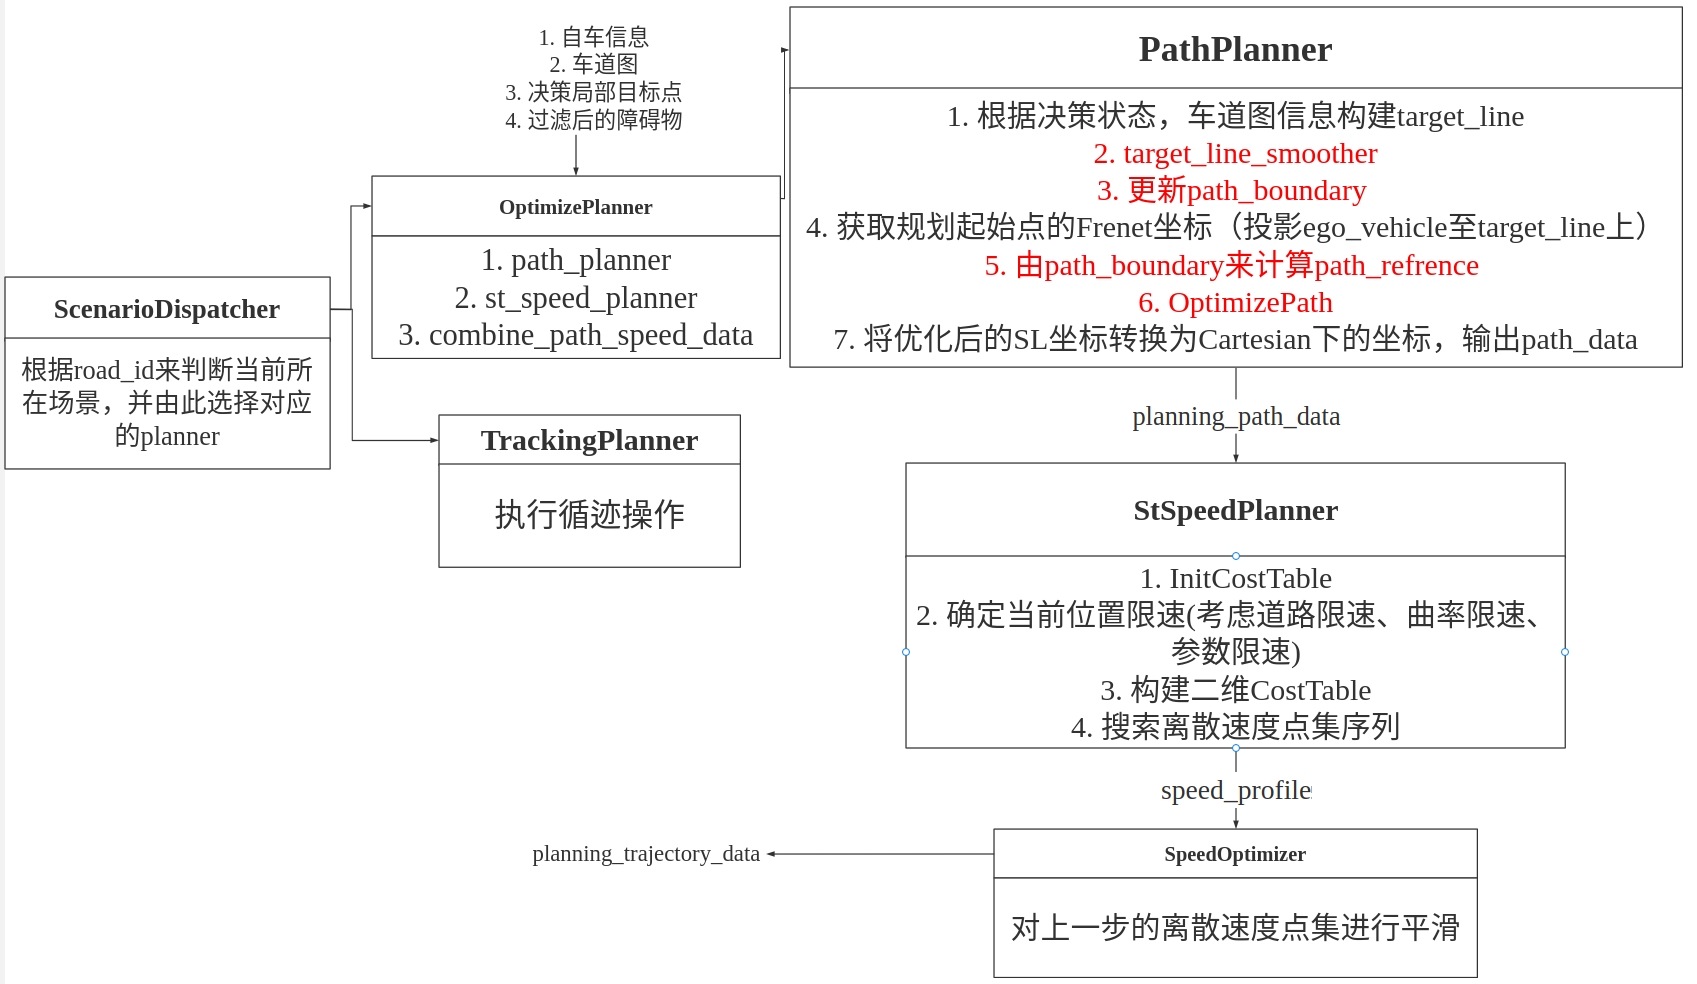 1. 自车信息
2. 车道图
3. 决策局部目标点
4. 过滤后的障碍物
ScenarioDispatcher
根据road_id来判断当前所
在场景，并由此选择对应
的planner
OptimizePlanner
1. path_planner
2. st_speed_planner
3. combine_path_speed_data
TrackingPlanner
执行循迹操作
PathPlanner
1. 根据决策状态，车道图信息构建target_line
2. target_line_smoother
3. 更新path_boundary
4. 获取规划起始点的Frenet坐标（投影ego_vehicle至target_line上）
5. 由path_boundary来计算path_refrence
6. OptimizePath
7. 将优化后的SL坐标转换为Cartesian下的坐标，输出path_data
planning_path_data
StSpeedPlanner
1. InitCostTable
2. 确定当前位置限速(考虑道路限速、曲率限速、
参数限速)
3. 构建二维CostTable
4. 搜索离散速度点集序列
speed_profile
SpeedOptimizer
对上一步的离散速度点集进行平滑
planning_trajectory_data